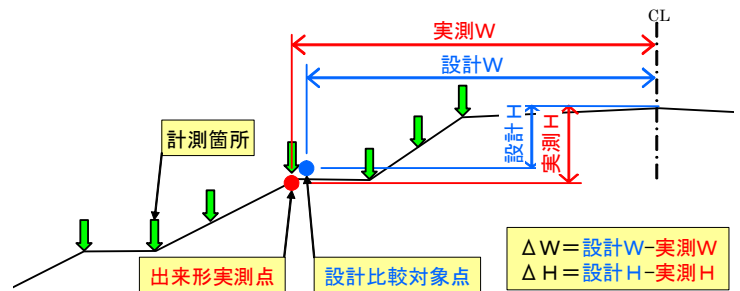 CL
実測W
設計W
設計H
実測H
計測箇所
出来形実測点
設計比較対象点
ΔW=設計W-実測W
ΔH=設計H-実測H